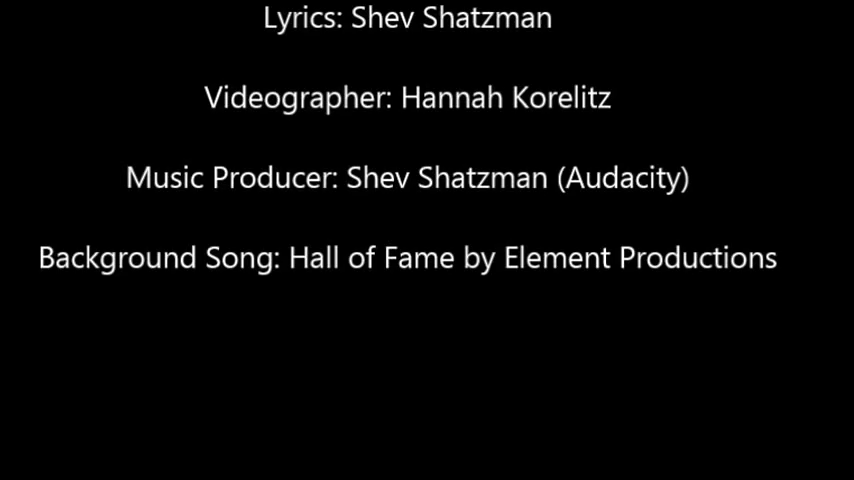 Lyrics: Shev Shatzman
Videographer: Hannah Korelitz
Music Producer: Shev Shatzman (Audacity)
Background Song: Hall of Fame by Element Productions